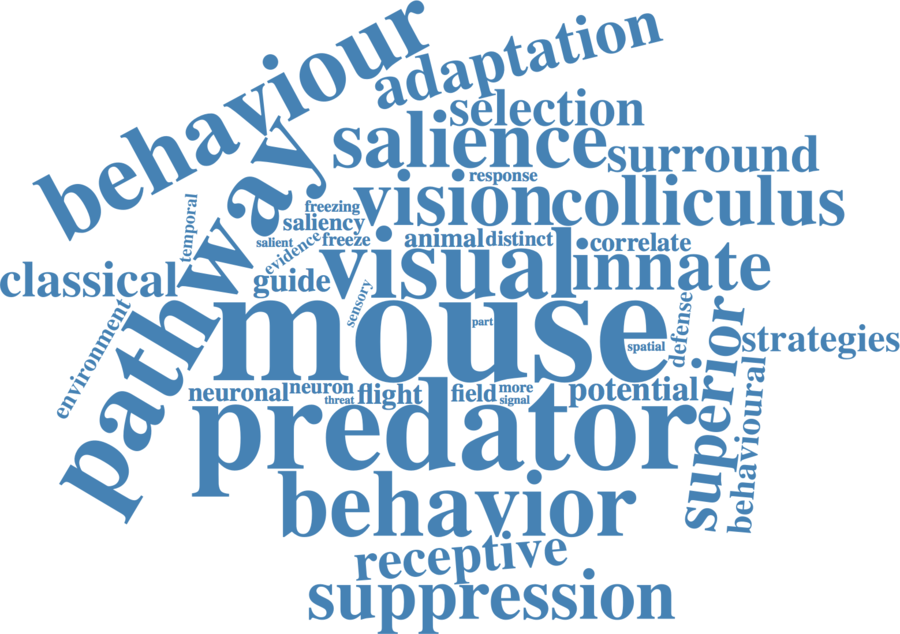 behaviour
adaptation
selection
salience
surround
response
vision
colliculus
freezing
saliency
temporal
pathway
salient
evidence
freeze
animal
distinct
correlate
classical
guide
visual
innate
sensory
mouse
part
spatial
defense
superior
strategies
environment
neuronal
neuron
threat
flight
field
more
signal
potential
predator
behavioural
behavior
receptive
suppression